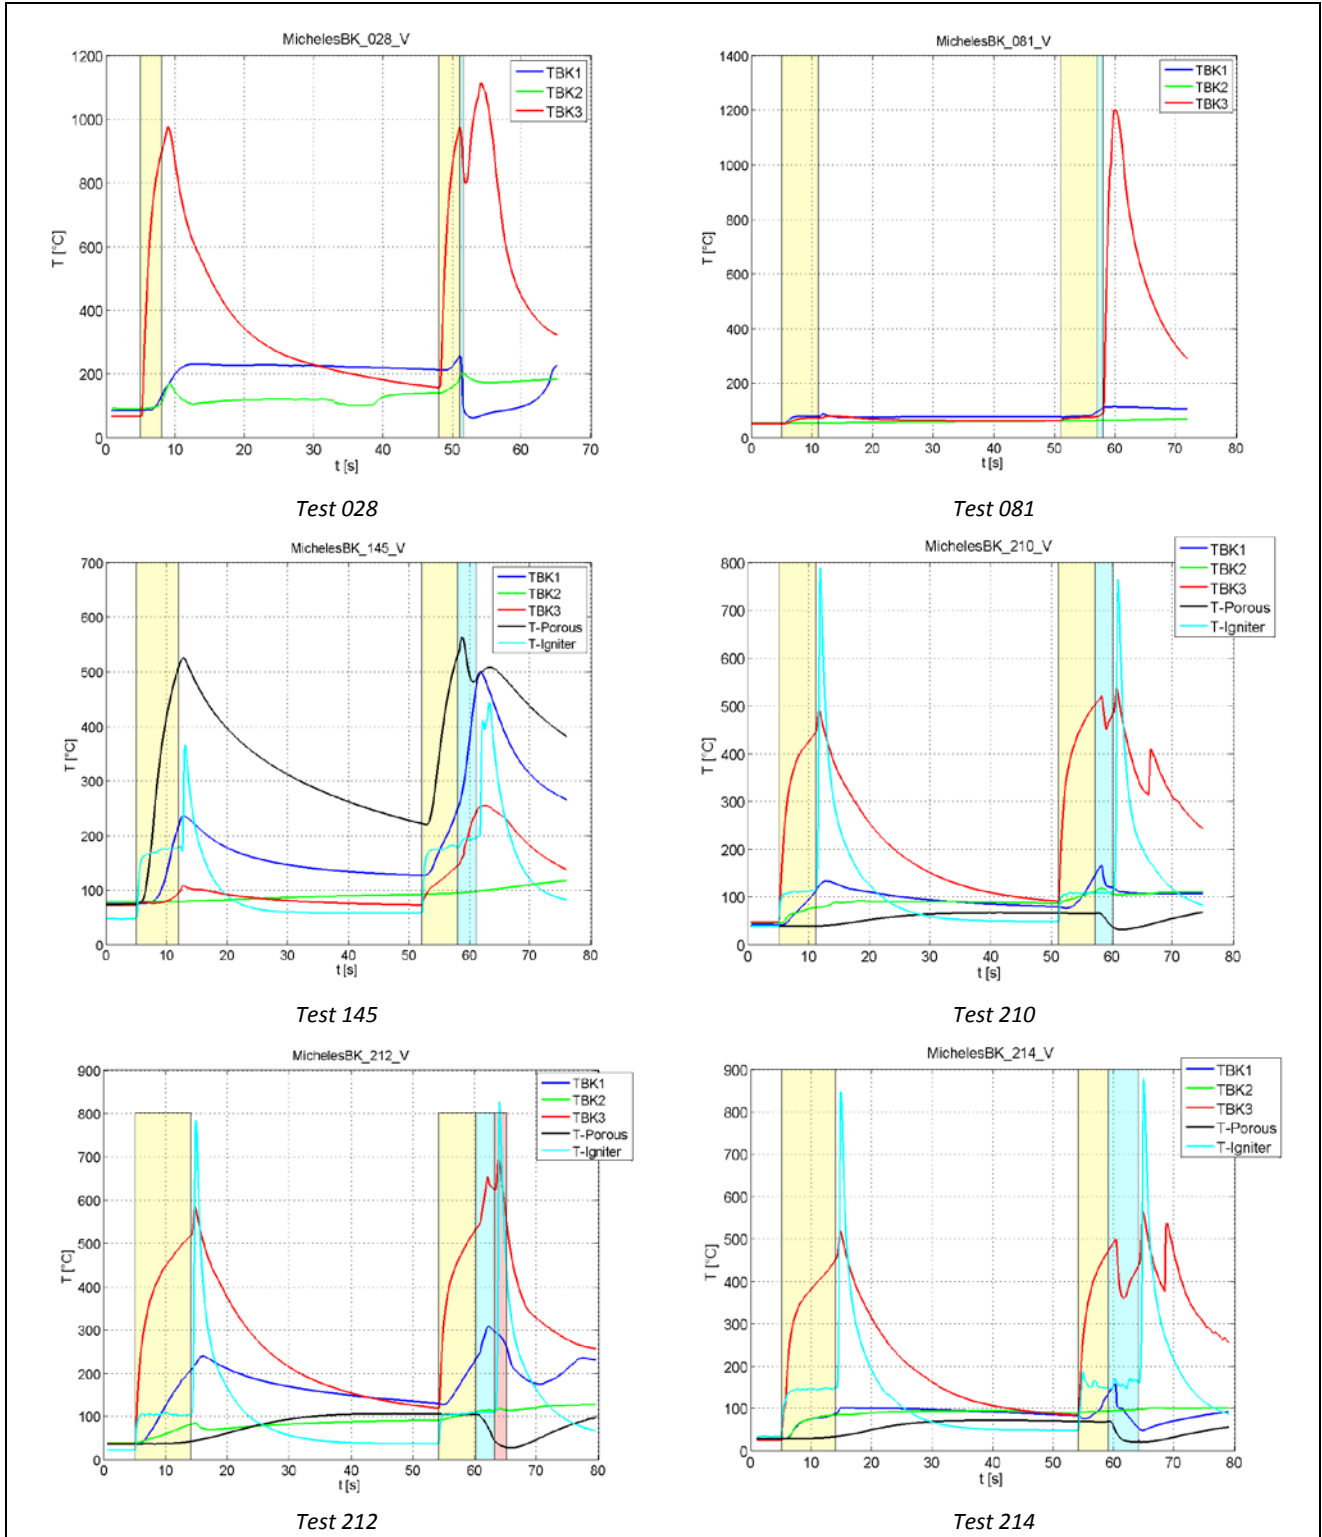 MichelesBK_028_V
TBK1
TBK2
TBK3
T [°C]
1200
1000
800
600
400
200
0
0 10 20 30 40 50 60 70
t [s]
Test 028
MichelesBK_081_V
TBK1
TBK2
TBK3
T [°C]
1400
1200
1000
800
600
400
200
0
0 10 20 30 40 50 60 70 80
t [s]
Test 081
MichelesBK_145_V
TBK1
TBK2
TBK3
T-Porous
T-Igniter
T [°C]
700
600
500
400
300
200
100
0
0 10 20 30 40 50 60 70 80
t [s]
Test 145
MichelesBK_210_V
TBK1
TBK2
TBK3
T-Porous
T-Igniter
T [°C]
800
700
600
500
400
300
200
100
0
0 10 20 30 40 50 60 70 80
t [s]
Test 210
MichelesBK_212_V
TBK1
TBK2
TBK3
T-Porous
T-Igniter
T [°C]
900
800
700
600
500
400
300
200
100
0
0 10 20 30 40 50 60 70 80
t [s]
Test 212
MichelesBK_214_V
TBK1
TBK2
TBK3
T-Porous
T-Igniter
T [°C]
900
800
700
600
500
400
300
200
100
0
0 10 20 30 40 50 60 70 80
t [s]
Test 214